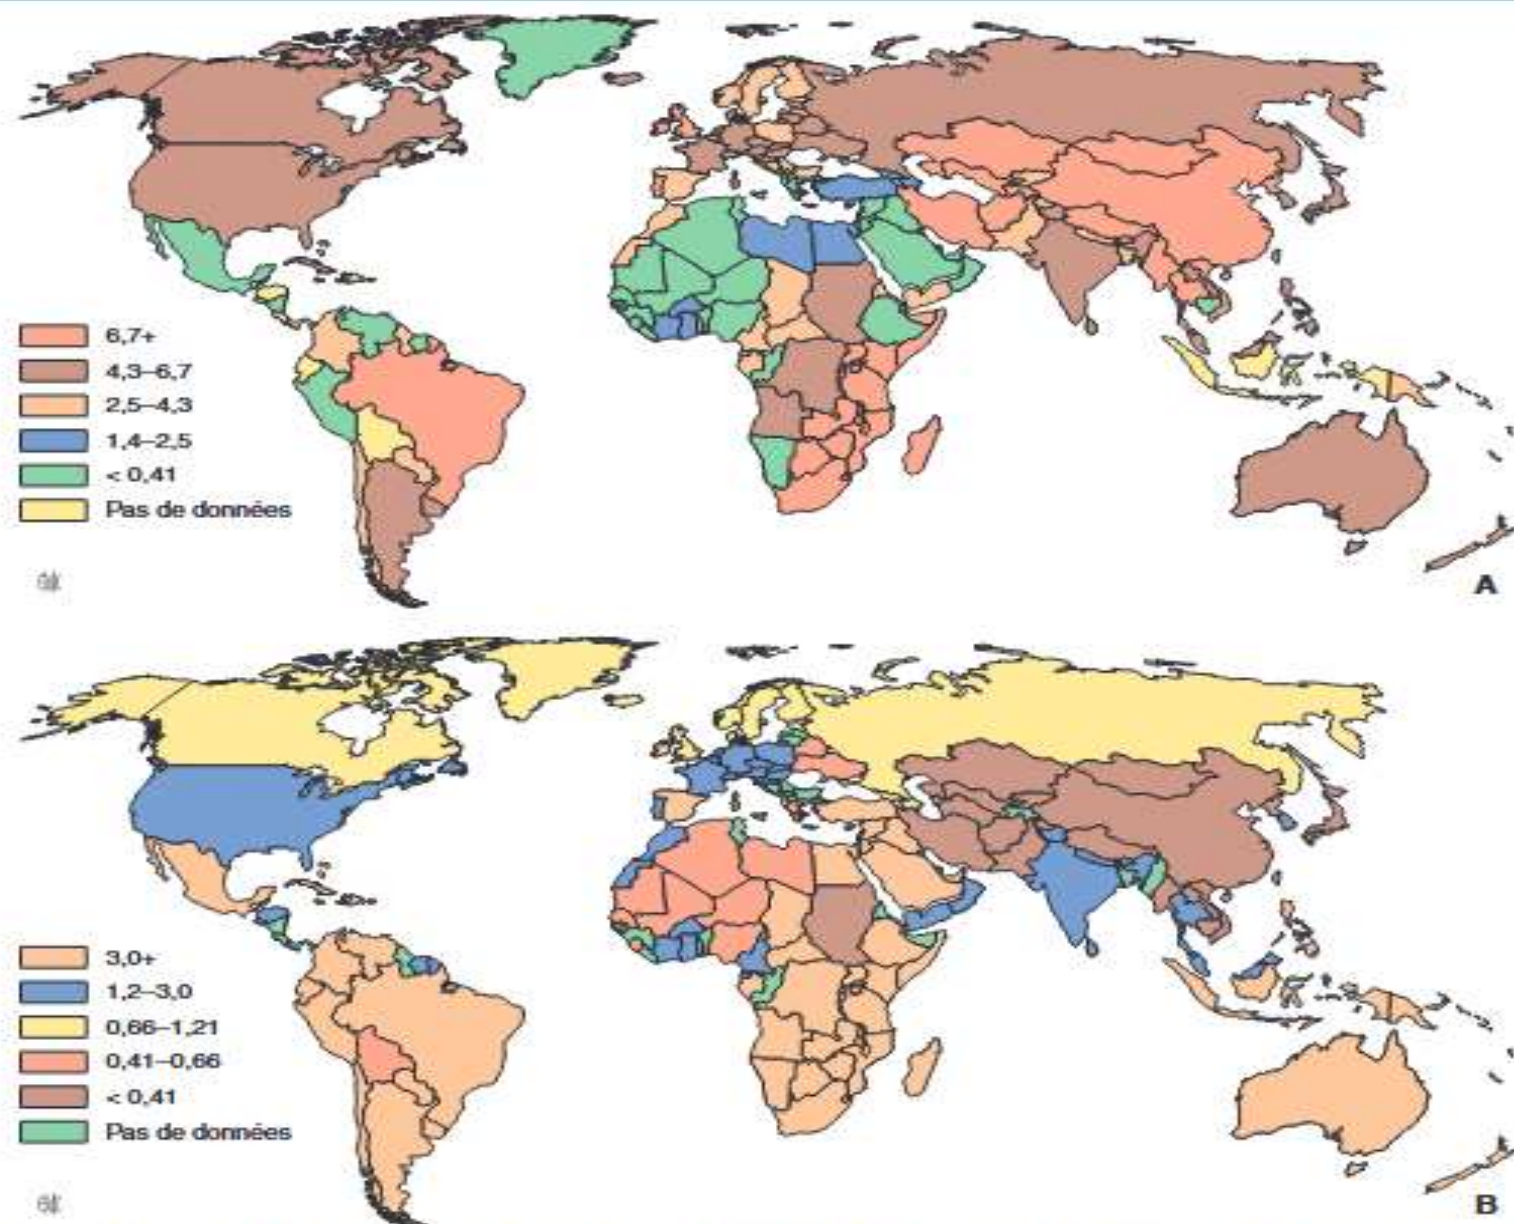 6,7+
4,3–6,7
2,5–4,3
1,4–2,5
< 0,41
Pas de données
A
3,0+
1,2–3,0
0,66–1,21
0,41–0,66
< 0,41
Pas de données
B